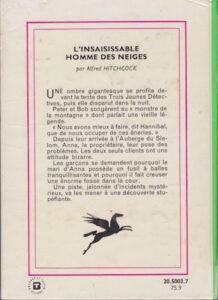 L'INSAISISSABLE
HOMME DES NEIGES
par Alfred HITCHCOCK
UNE ombre gigantesque se profila de-
vant la tente des Trois Jeunes Détec-
tives, puis elle disparut dans la nuit.
Peter et Bob songèrent au « monstre de
la montagne » dont parlait une vieille lé-
gende.
« Nous avons mieux à faire, dit Hannibal,
que de nous occuper de ces âneries. »
Depuis leur arrivée à l'Auberge du Sla-
lom, Anna, la propriétaire, leur pose des
problèmes. Les deux seuls clients ont une
attitude bizarre.
Les garçons se demandent pourquoi le
mari d'Anna possède un fusil à balles
tranquillisantes et pourquoi il fait creuser
une énorme fosse dans la cour.
Une piste, jalonnée d'incidents mysté-
rieux, va les mener à une découverte stu-
péfiante.
T
20.5003.7
75.9